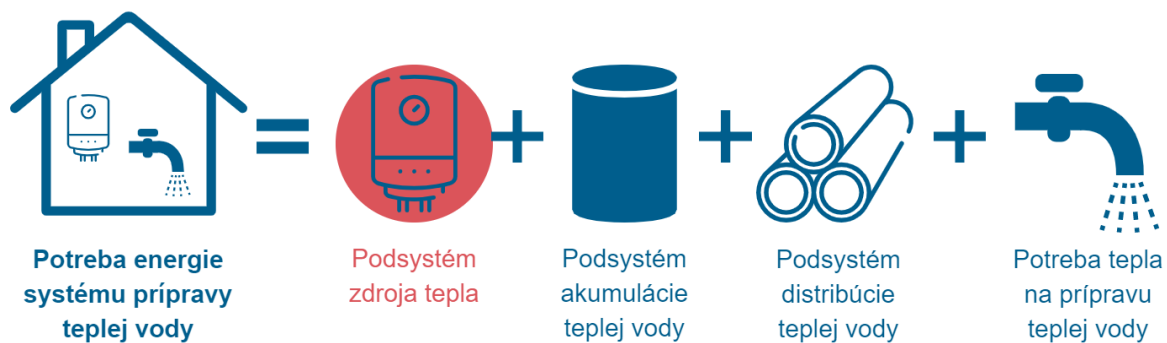 Potreba energie
systému prípravy
teplej vody
=
Podsystém
zdroja tepla
+
Podsystém
akumulácie
teplej vody
+
Podsystém
distribúcie
teplej vody
+
Potreba tepla
na prípravu
teplej vody